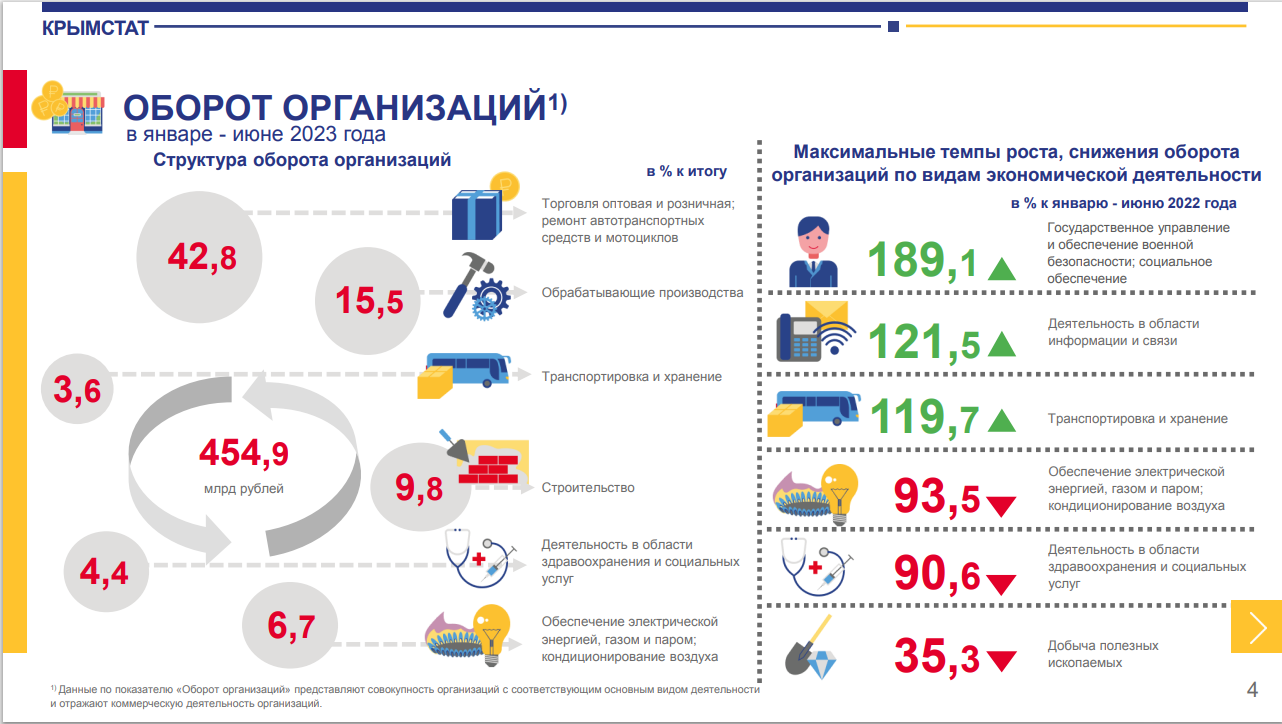 КРЫМСТАТ
ОБОРОТ ОРГАНИЗАЦИЙ1)
в январе - июне 2023 года
Структура оборота организаций
в % к итогу
42,8
Торговля оптовая и розничная;
ремонт автотранспортных
средств и мотоциклов
15,5
Обрабатывающие производства
3,6
Транспортировка и хранение
454,9
млрд рублей
9,8
Строительство
4,4
Деятельность в области
здравоохранения и социальных
услуг
6,7
Обеспечение электрической
энергией, газом и паром;
кондиционирование воздуха
Максимальные темпы роста, снижения оборота
организаций по видам экономической деятельности
в % к январю - июню 2022 года
189,1
Государственное управление
и обеспечение военной
безопасности; социальное
обеспечение
121,5
Деятельность в области
информации и связи
119,7
Транспортировка и хранение
93,5
Обеспечение электрической
энергией, газом и паром;
кондиционирование воздуха
90,6
Деятельность в области
здравоохранения и социальных
услуг
35,3
Добыча полезных
ископаемых
1) Данные по показателю «Оборот организаций» представляют совокупность организаций с соответствующим основным видом деятельности
и отражают коммерческую деятельность организаций.
4